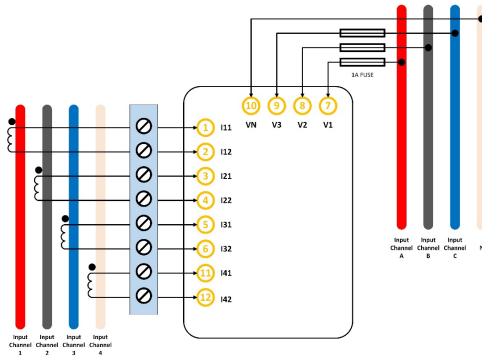 1A FUSE
10 9 8 7
VN V3 V2 V1
1 I11
2 I12
3 I21
4 I22
5 I31
6 I32
11 I41
12 I42
Input Channel A
Input Channel B
Input Channel C
N
Input Channel 1
Input Channel 2
Input Channel 3
Input Channel 4